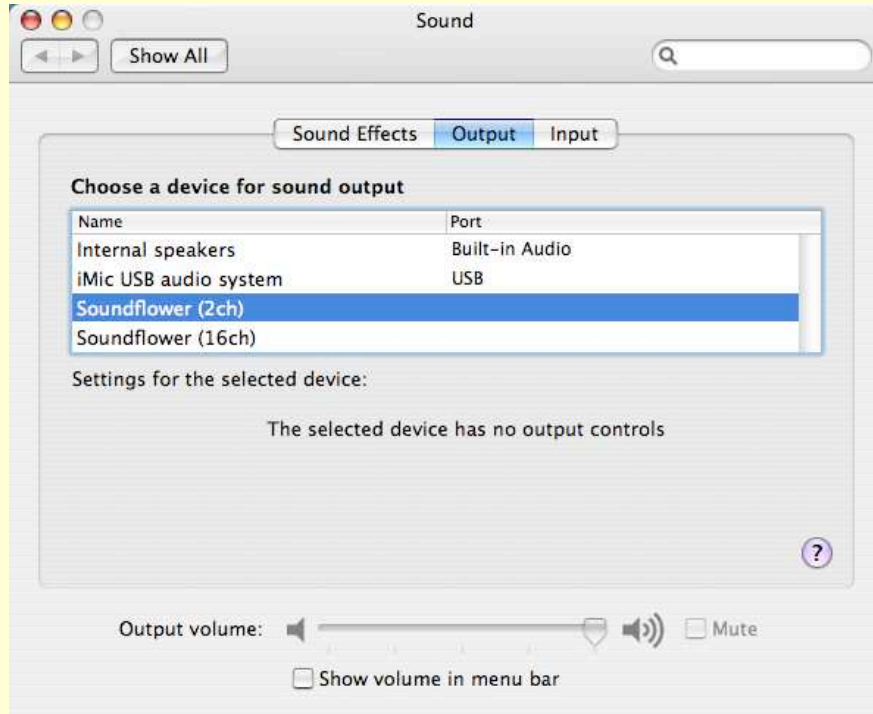 Sound
Show All
Sound Effects Output Input
Choose a device for sound output
Name Port
Internal speakers Built-in Audio
iMic USB audio system USB
Soundflower (2ch)
Soundflower (16ch)
Settings for the selected device:
The selected device has no output controls
?
Output volume: Mute
Show volume in menu bar